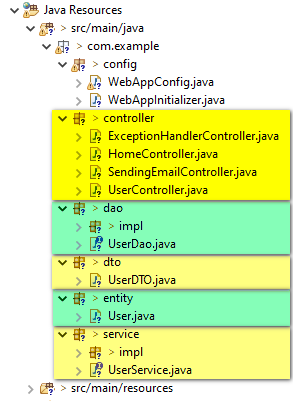 Java Resources
> src/main/java
> com.example
> config
WebAppConfig.java
WebAppInitializer.java
> controller
> ExceptionHandlerController.java
> HomeController.java
> SendingEmailController.java
> UserController.java
> dao
> impl
UserDao.java
> dto
> UserDTO.java
> entity
> User.java
> service
> impl
> UserService.java
> src/main/resources